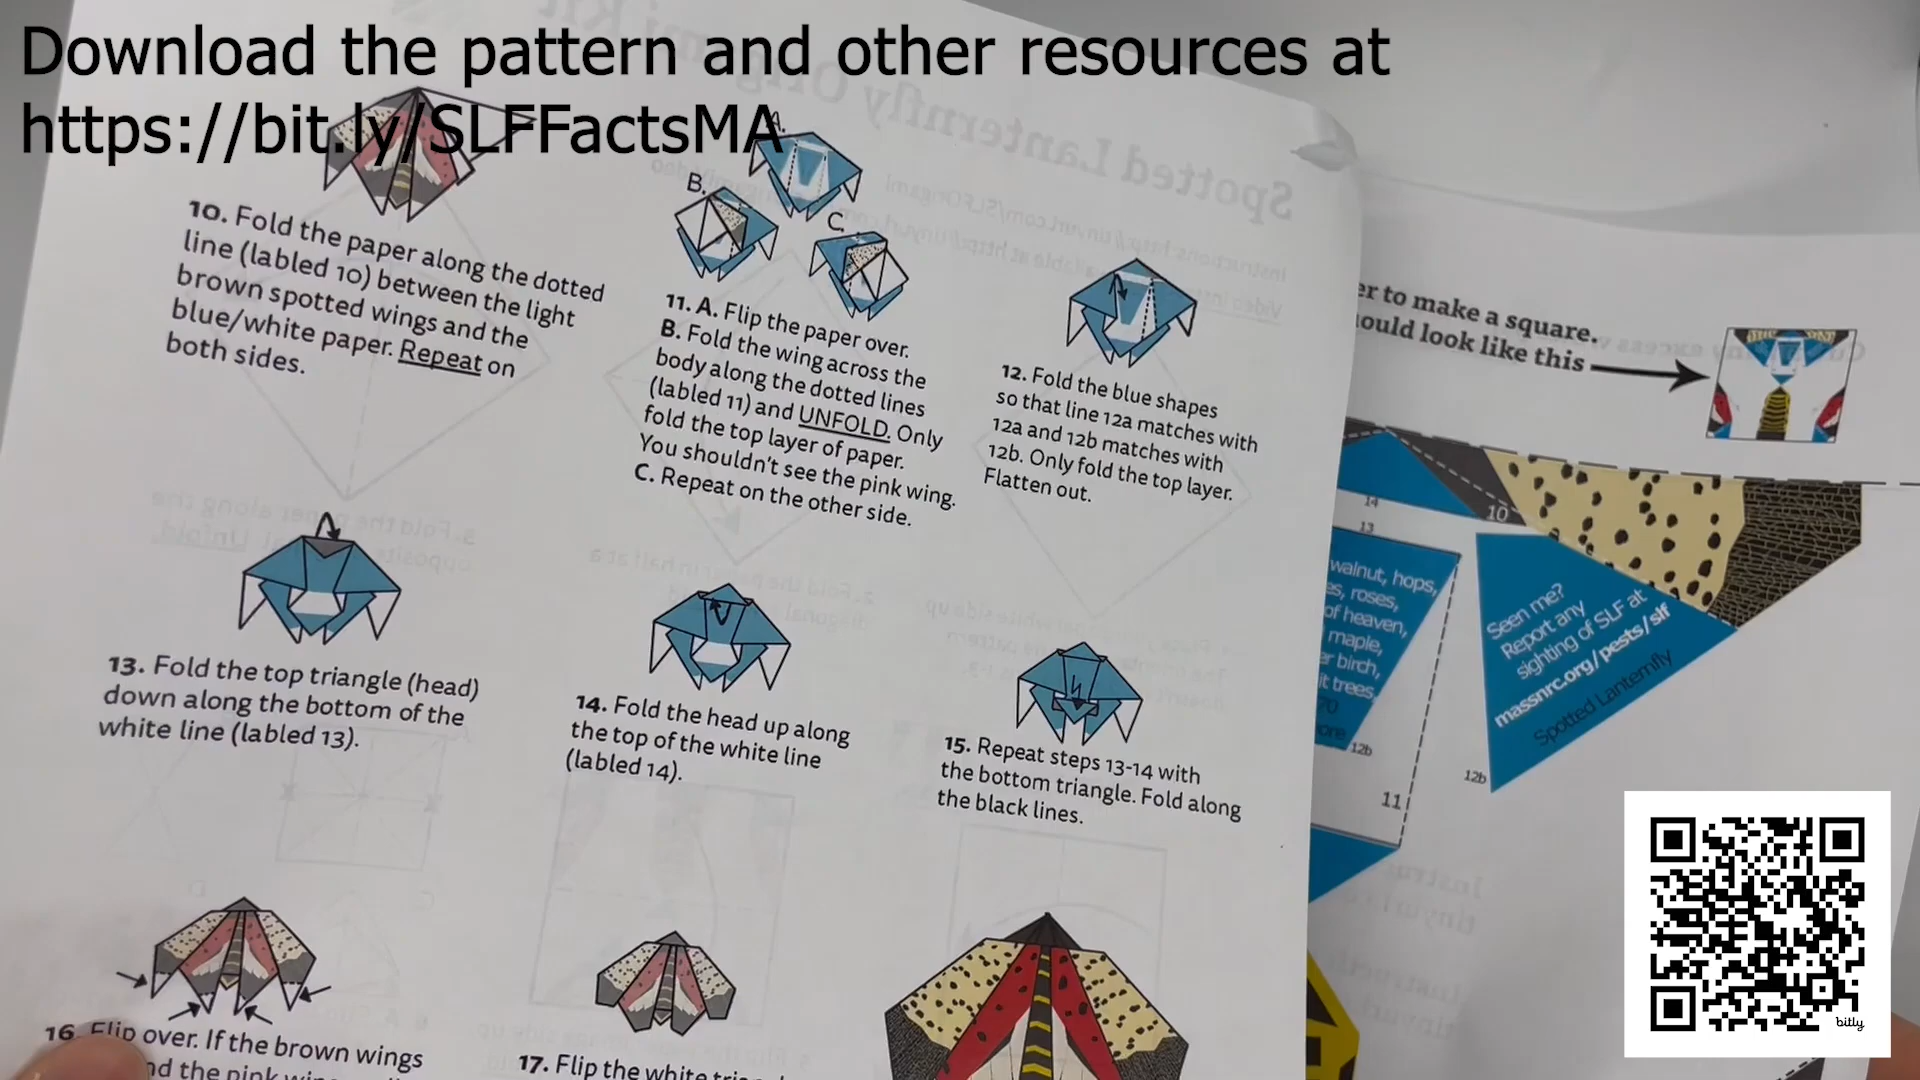 Download the pattern and other resources at
https://bit.ly/SLFFactsMA
Spotted Lanternfly Origami Kit
A.
B.
C.
10. Fold the paper along the dotted
line (labled 10) between the light
brown spotted wings and the
blue/white paper. Repeat on
both sides.
11. A. Flip the paper over.
B. Fold the wing across the
body along the dotted lines
(labled 11) and UNFOLD. Only
fold the top layer of paper.
You shouldn't see the pink wing.
C. Repeat on the other side.
12. Fold the blue shapes
so that line 12a matches with
12a and 12b matches with
12b. Only fold the top layer.
Flatten out.
13. Fold the top triangle (head)
down along the bottom of the
white line (labled 13).
14. Fold the head up along
the top of the white line
(labled 14).
15. Repeat steps 13-14 with
the bottom triangle. Fold along
the black lines.
16. Flip over. If the brown wings
17. Flip the white
er to make a square.
ould look like this
14
13
10
walnut, hops,
roses,
of heaven,
maple,
birch,
trees,
12b
11
Seen me?
Report any
sighting of SLF at
massnrc.org/pests/slf
Spotted Lanternfly
12b
bitly